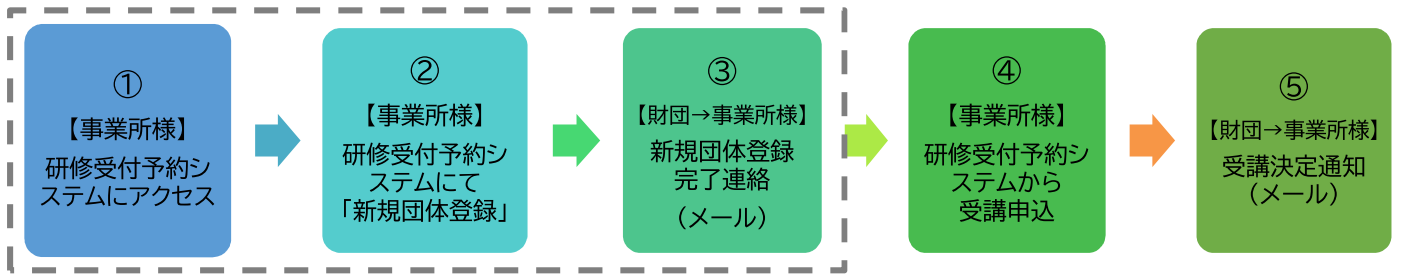 ①
【事業所様】
研修受付予約シ
ステムにアクセス
②
【事業所様】
研修受付予約シ
ステムにて
「新規団体登録」
③
【財団→事業所様】
新規団体登録
完了連絡
（メール）
④
【事業所様】
研修受付予約シ
ステムから
受講申込
⑤
【財団→事業所様】
受講決定通知
（メール）